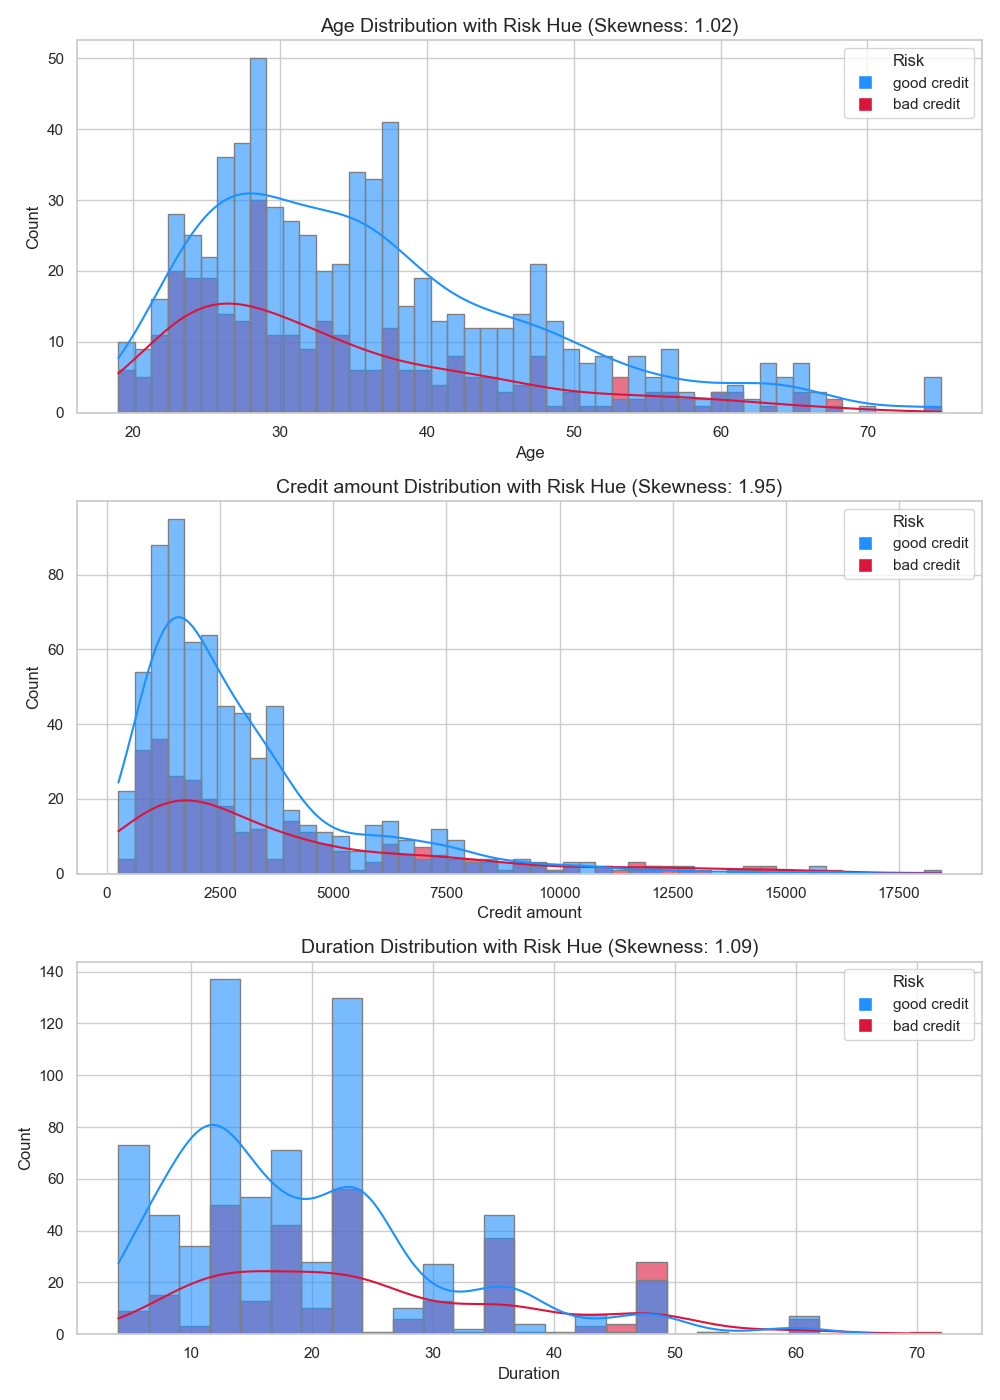 Age Distribution with Risk Hue (Skewness: 1.02)
50
40
30
20
10
0
Count
Risk
good credit
bad credit
20 30 40 50 60 70
Age
Credit amount Distribution with Risk Hue (Skewness: 1.95)
80
60
40
20
0
Count
Risk
good credit
bad credit
0 2500 5000 7500 10000 12500 15000 17500
Credit amount
Duration Distribution with Risk Hue (Skewness: 1.09)
140
120
100
80
60
40
20
0
Count
Risk
good credit
bad credit
10 20 30 40 50 60 70
Duration